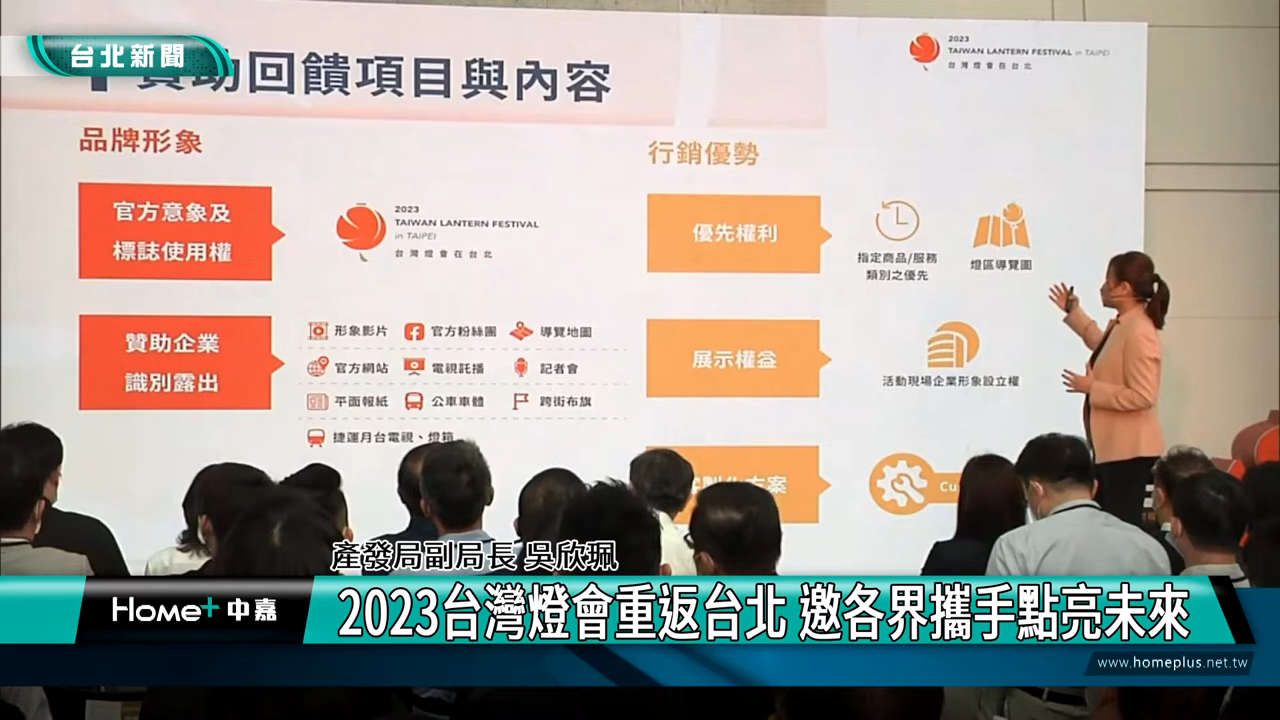 台北新聞
贊助回饋項目與內容
2023
TAIWAN LANTERN FESTIVAL in TAIPEI
台灣燈會在台北
品牌形象
官方意象及
標誌使用權
2023
TAIWAN LANTERN FESTIVAL
in TAIPEI
台灣燈會在台北
贊助企業
識別露出
形象影片 官方粉絲團 導覽地圖
官方網站 電視託播 記者會
平面報紙 公車車體 跨街布旗
捷運月台電視、燈箱
行銷優勢
優先權利
指定商品/服務
類別之優先
燈區導覽圖
展示權益
活動現場企業形象設立權
製化方案
Cu
產發局副局長 吳欣珮
Home+ 中嘉
2023台灣燈會重返台北 邀各界攜手點亮未來
www.homeplus.net.tw